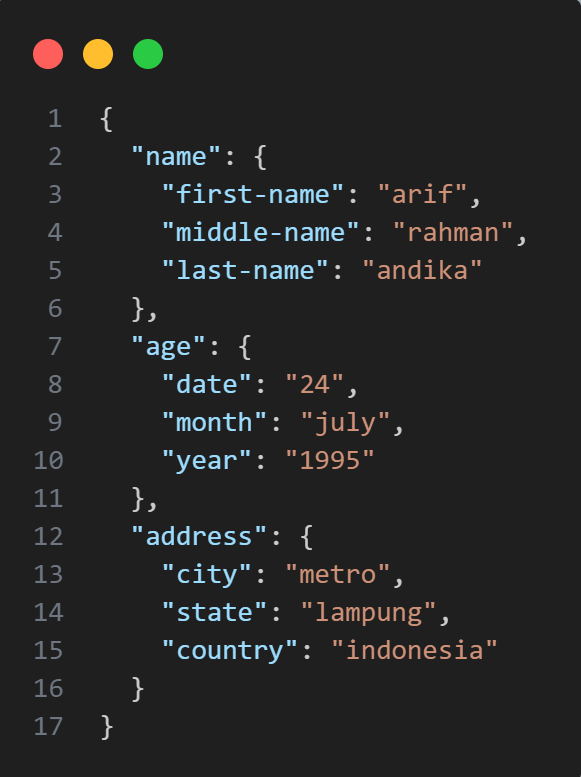 1 {
2   "name": {
3     "first-name": "arif",
4     "middle-name": "rahman",
5     "last-name": "andika"
6   },
7   "age": {
8     "date": "24",
9     "month": "july",
10     "year": "1995"
11   },
12   "address": {
13     "city": "metro",
14     "state": "lampung",
15     "country": "indonesia"
16   }
17 }